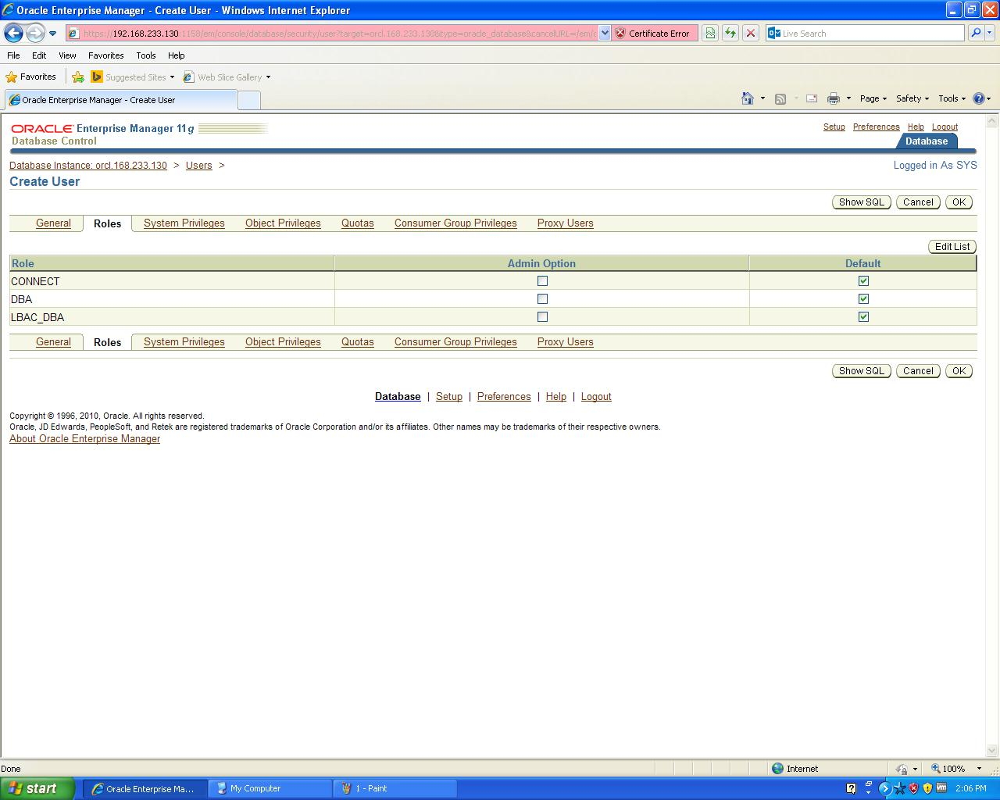 Oracle Enterprise Manager - Create User - Windows Internet Explorer
https://192.168.233.130:1158/em/console/database/security/user?target=orcl.168.233.130&type=oracle_database&cancelURL=/em/c
Certificate Error
Live Search
File Edit View Favorites Tools Help
Favorites Suggested Sites Web Slice Gallery
Oracle Enterprise Manager - Create User
Page Safety Tools
ORACLE Enterprise Manager 11g
Database Control
Setup Preferences Help Logout
Database
Database Instance: orcl.168.233.130 > Users >
Logged in As SYS
Create User
Show SQL Cancel OK
General Roles System Privileges Object Privileges Quotas Consumer Group Privileges Proxy Users
Edit List
Role Admin Option Default
CONNECT
DBA
LBAC_DBA
General Roles System Privileges Object Privileges Quotas Consumer Group Privileges Proxy Users
Show SQL Cancel OK
Database | Setup | Preferences | Help | Logout
Copyright © 1996, 2010, Oracle. All rights reserved.
Oracle, JD Edwards, PeopleSoft, and Retek are registered trademarks of Oracle Corporation and/or its affiliates. Other names may be trademarks of their respective owners.
About Oracle Enterprise Manager
Done
Internet
100%
start
Oracle Enterprise Ma...
My Computer
1 - Paint
2:06 PM